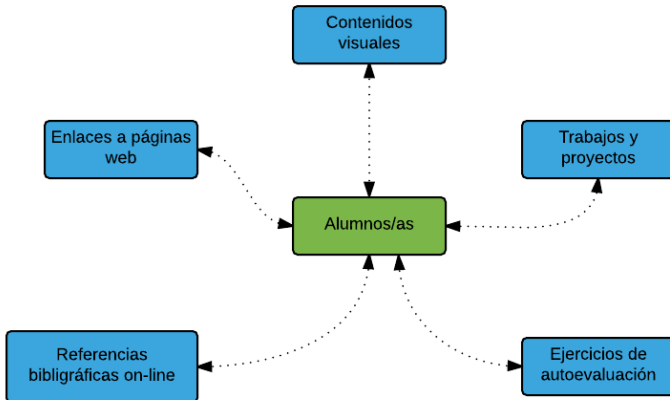 Contenidos
visuales
Enlaces a páginas
web
Trabajos y
proyectos
Alumnos/as
Referencias
bibligráficas on-line
Ejercicios de
autoevaluación